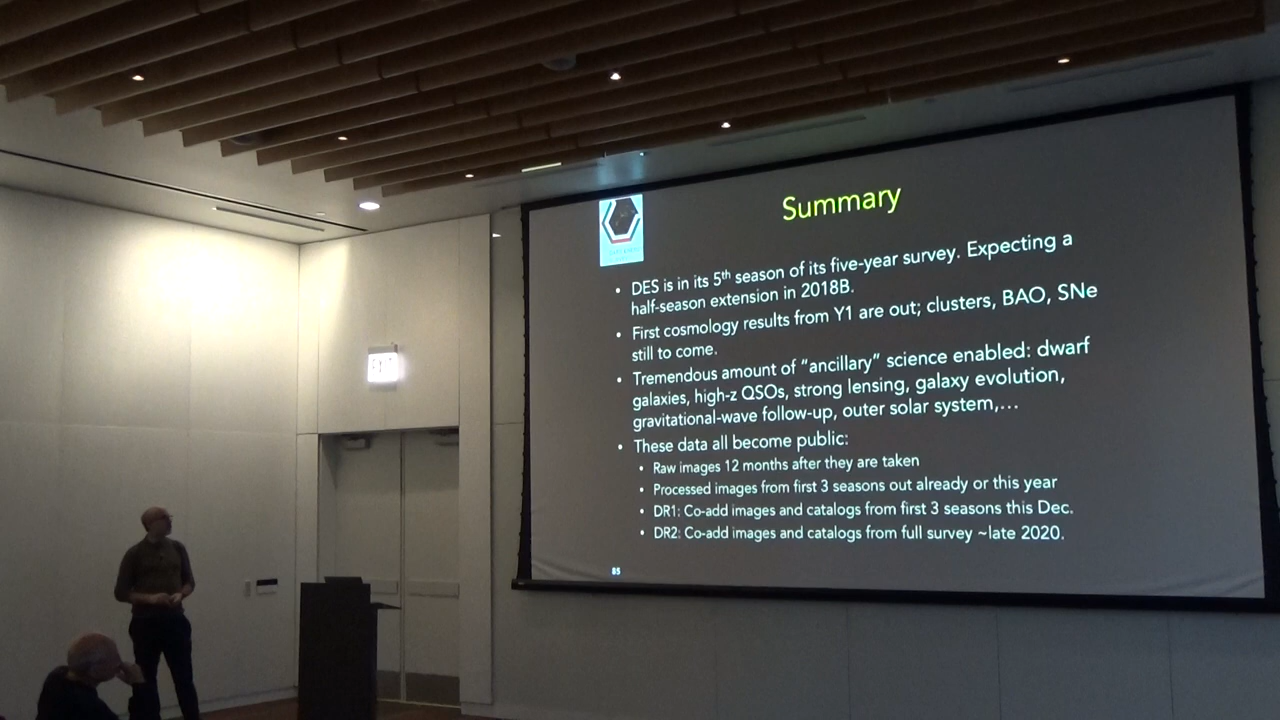 Summary
• DES is in its 5th season of its five-year survey. Expecting a
half-season extension in 2018B.
• First cosmology results from Y1 are out; clusters, BAO, SNe
still to come.
• Tremendous amount of “ancillary” science enabled: dwarf
galaxies, high-z QSOs, strong lensing, galaxy evolution,
gravitational-wave follow-up, outer solar system,...
• These data all become public:
• Raw images 12 months after they are taken
• Processed images from first 3 seasons out already or this year
• DR1: Co-add images and catalogs from first 3 seasons this Dec.
• DR2: Co-add images and catalogs from full survey ~late 2020.
85
EXIT